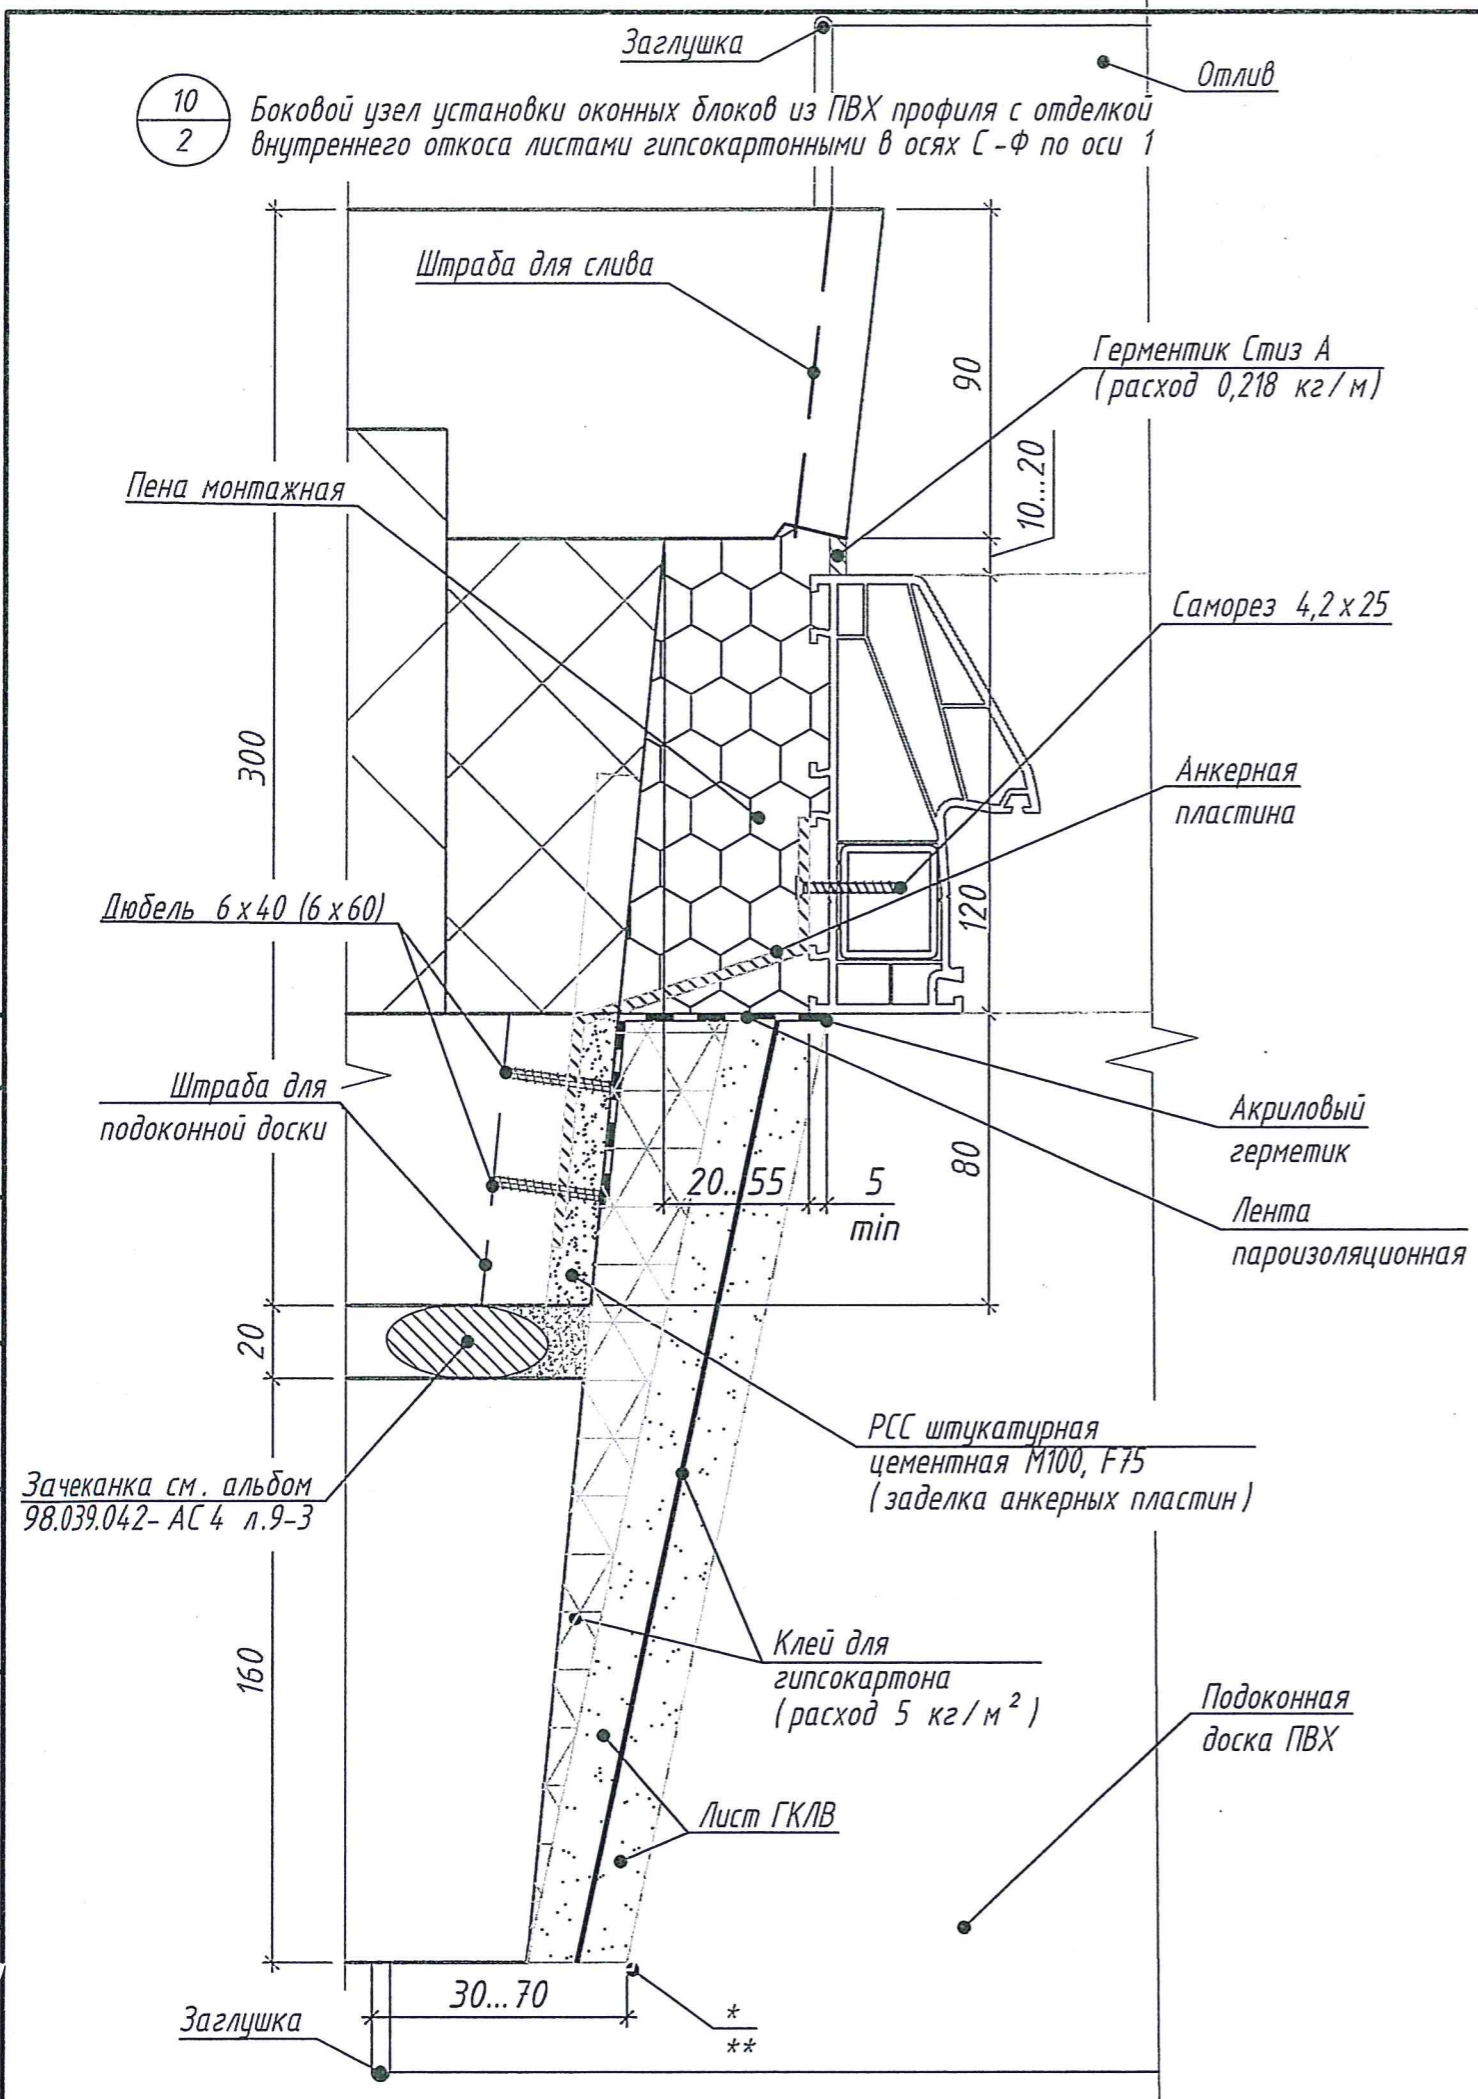 Заглушка
Отлив
10
2
Боковой узел установки оконных блоков из ПВХ профиля с отделкой
внутреннего откоса листами гипсокартонными в осях С-Ф по оси 1
Штраба для слива
90
Герментик Стиз А
(расход 0,218 кг/м)
10...20
Пена монтажная
Саморез 4,2х25
300
Анкерная
пластина
Дюбель 6х40 (6х60)
120
Штраба для
подоконной доски
Акриловый
герметик
80
20...55
5
min
Лента
пароизоляционная
20
РСС штукатурная
цементная М100, F75
(заделка анкерных пластин)
Зачеканка см. альбом
98.039.042-АС4 л.9-3
160
Клей для
гипсокартона
(расход 5 кг/м²)
Подоконная
доска ПВХ
Лист ГКЛВ
30...70
*
**
Заглушка